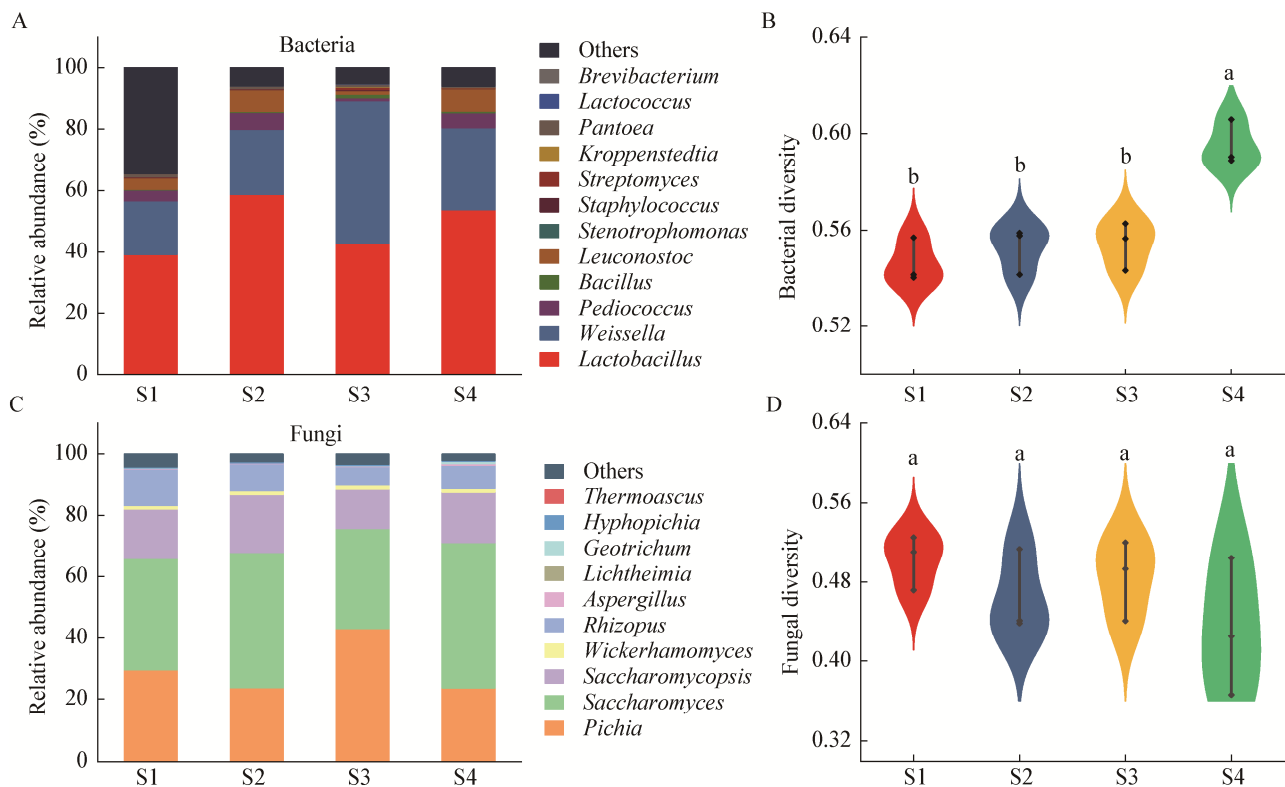 A
Bacteria
Relative abundance (%)
100
80
60
40
20
0
S1
S2
S3
S4
Others
Brevibacterium
Lactococcus
Pantoea
Kroppenstedtia
Streptomyces
Staphylococcus
Stenotrophomonas
Leuconostoc
Bacillus
Pediococcus
Weissella
Lactobacillus
B
Bacterial diversity
0.64
0.60
0.56
0.52
b
b
b
a
S1
S2
S3
S4
C
Fungi
Relative abundance (%)
100
80
60
40
20
0
S1
S2
S3
S4
Others
Thermoascus
Hyphopichia
Geotrichum
Lichtheimia
Aspergillus
Rhizopus
Wickerhamomyces
Saccharomycopsis
Saccharomyces
Pichia
D
Fungal diversity
0.64
0.56
0.48
0.40
0.32
a
a
a
a
S1
S2
S3
S4